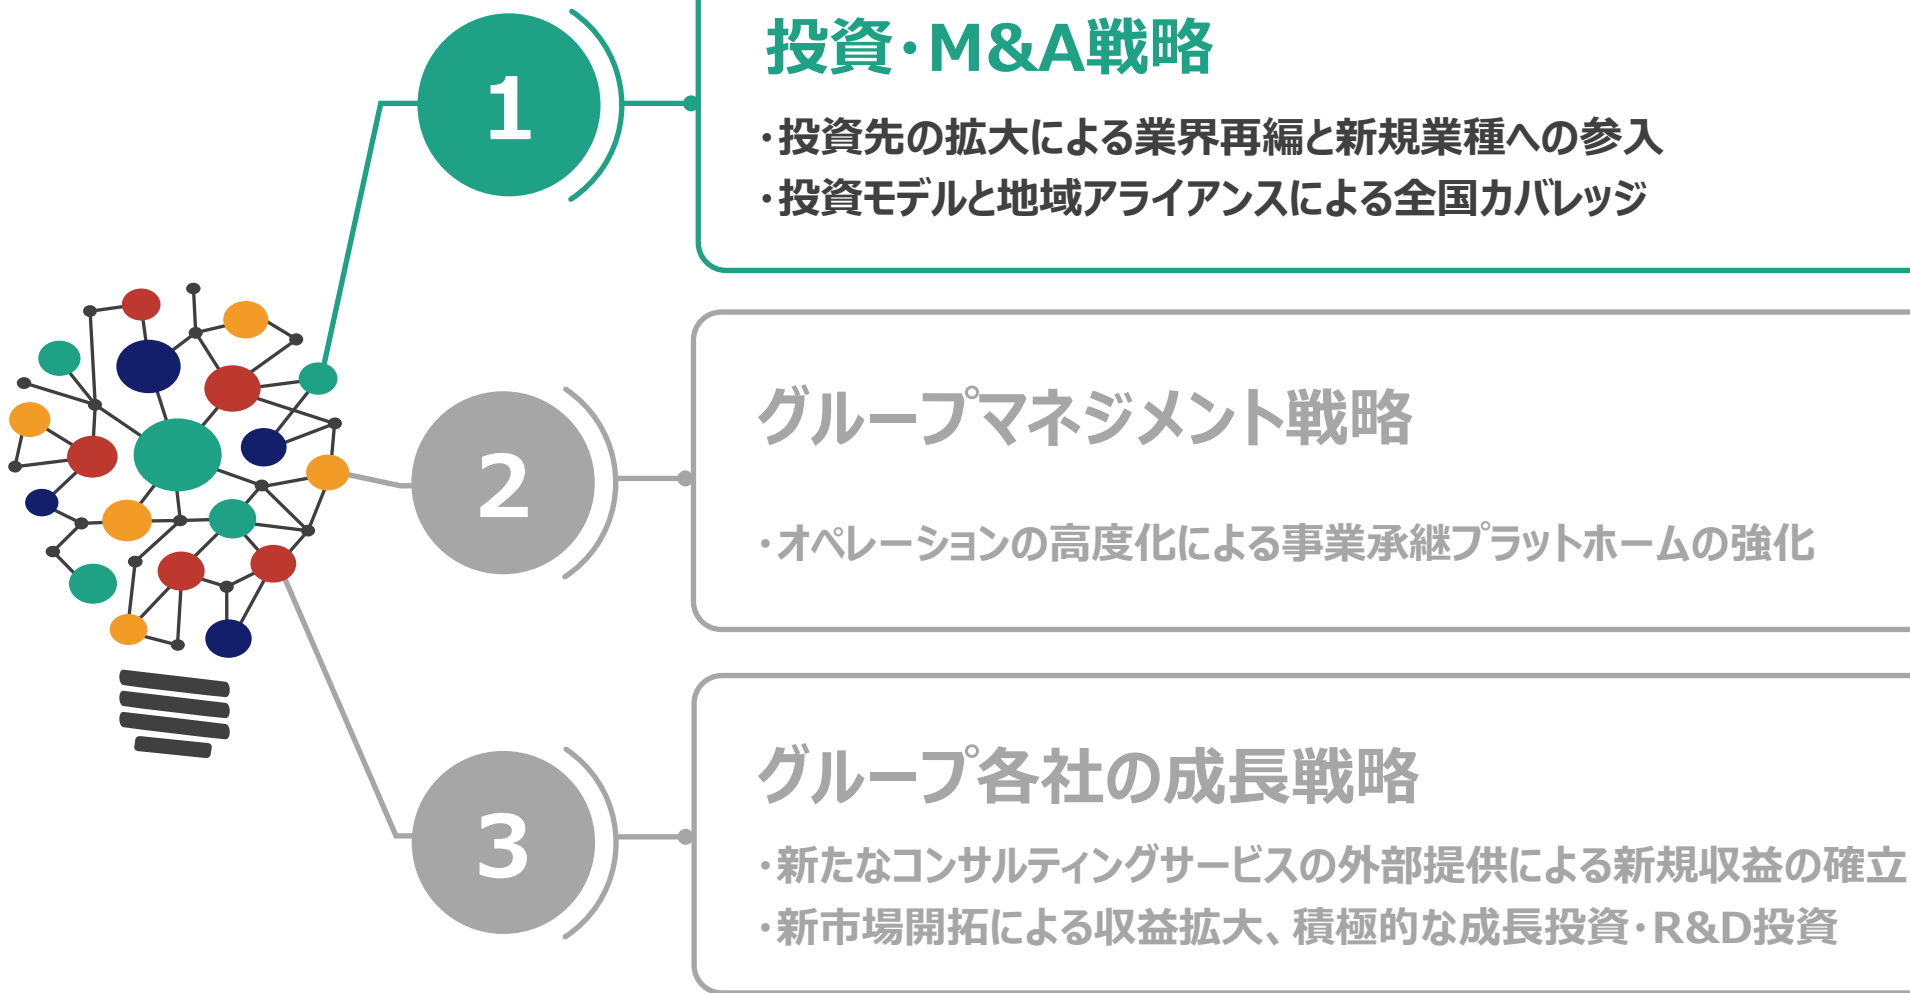 1
投資・M&A戦略
・投資先の拡大による業界再編と新規業種への参入
・投資モデルと地域アライアンスによる全国カバレッジ
2
グループマネジメント戦略
・オペレーションの高度化による事業承継プラットホームの強化
3
グループ各社の成長戦略
・新たなコンサルティングサービスの外部提供による新規収益の確立
・新市場開拓による収益拡大、積極的な成長投資・R&D投資